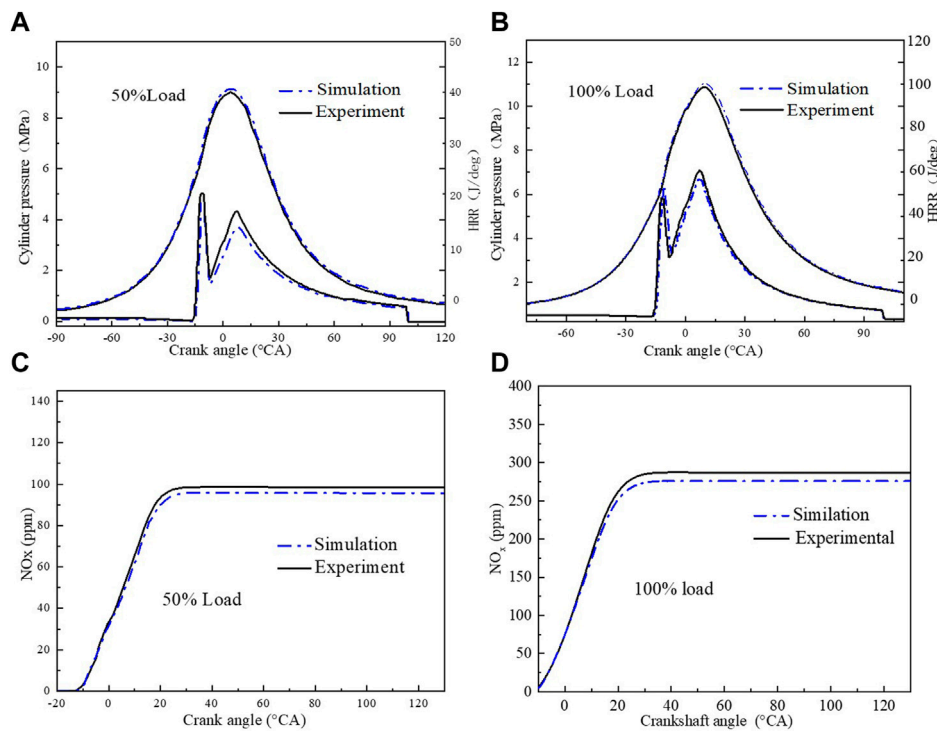 A
50%Load
Simulation
Experiment
Cylinder pressure（MPa）
10
8
6
4
2
0
50
40
30
20
10
0
HRR（J/deg）
-90
-60
-30
0
30
60
90
120
Crank angle (°CA)
B
100% Load
Simulation
Experiment
Cylinder pressure (MPa)
12
10
8
6
4
2
120
100
80
60
40
20
0
HRR (J/deg)
-60
-30
0
30
60
90
Crank angle (°CA)
C
NOx (ppm)
140
120
100
80
60
40
20
0
Simulation
Experiment
50% Load
-20
0
20
40
60
80
100
120
Crank angle (°CA)
D
NOx (ppm)
400
350
300
250
200
150
100
50
0
Similation
Experimental
100% load
0
20
40
60
80
100
120
Crankshaft angle (°CA)